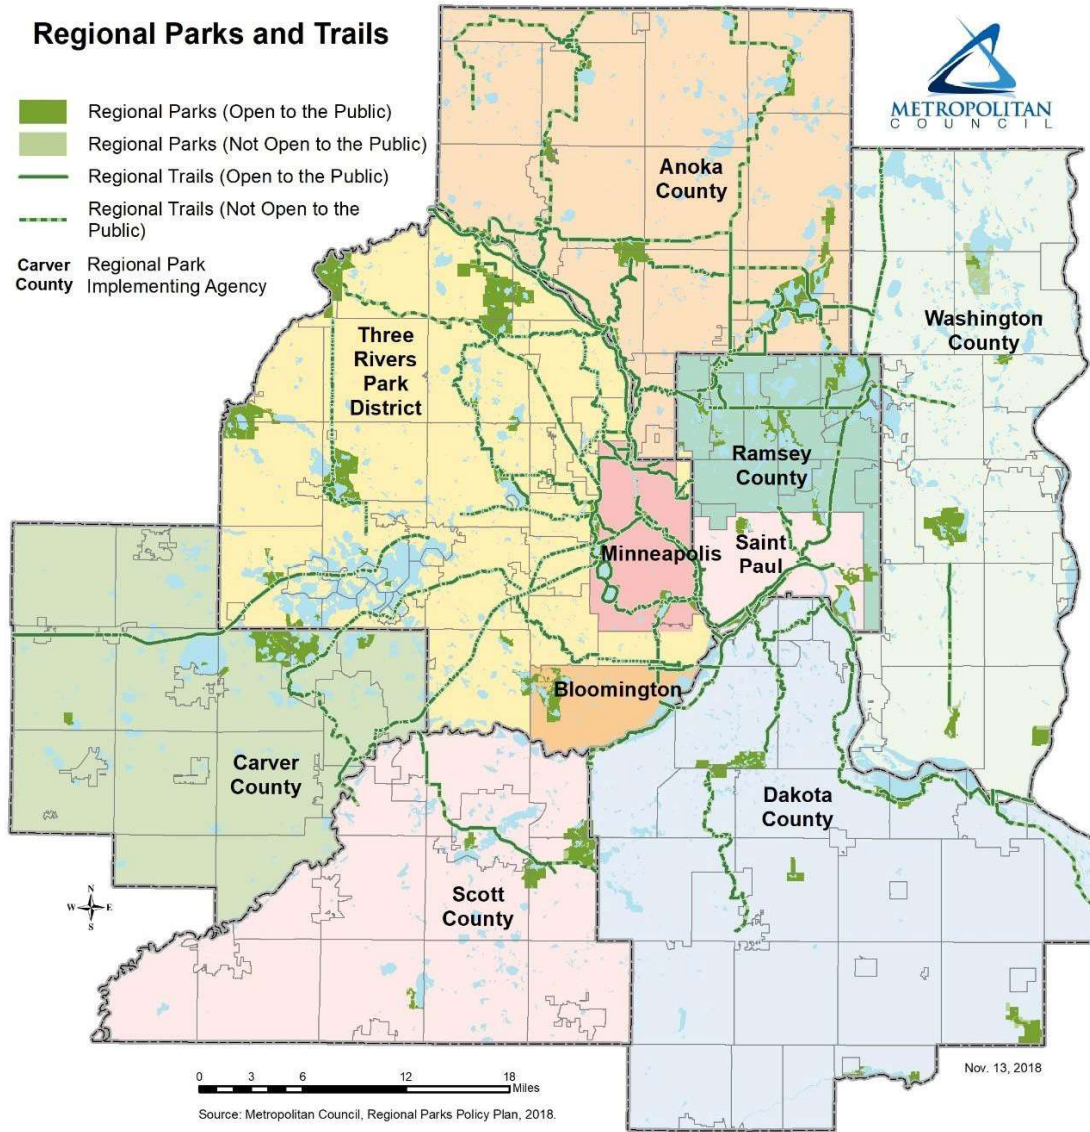 Regional Parks and Trails
METROPOLITAN
COUNCIL
Regional Parks (Open to the Public)
Regional Parks (Not Open to the Public)
Regional Trails (Open to the Public)
Regional Trails (Not Open to the
Public)
Carver
County
Regional Park
Implementing Agency
Anoka
County
Washington
County
Three
Rivers
Park
District
Ramsey
County
Minneapolis
Saint
Paul
Bloomington
Carver
County
Dakota
County
Scott
County
N
W
E
S
0
3
6
12
18
Miles
Source: Metropolitan Council, Regional Parks Policy Plan, 2018.
Nov. 13, 2018